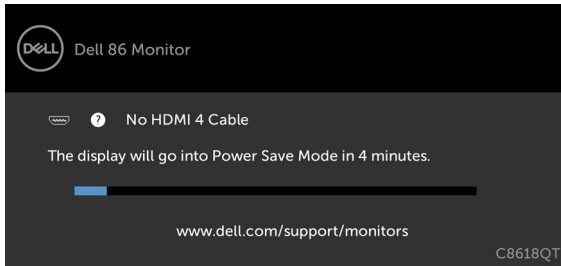 DELL
Dell 86 Monitor
? No HDMI 4 Cable
The display will go into Power Save Mode in 4 minutes.
www.dell.com/support/monitors
C8618QT